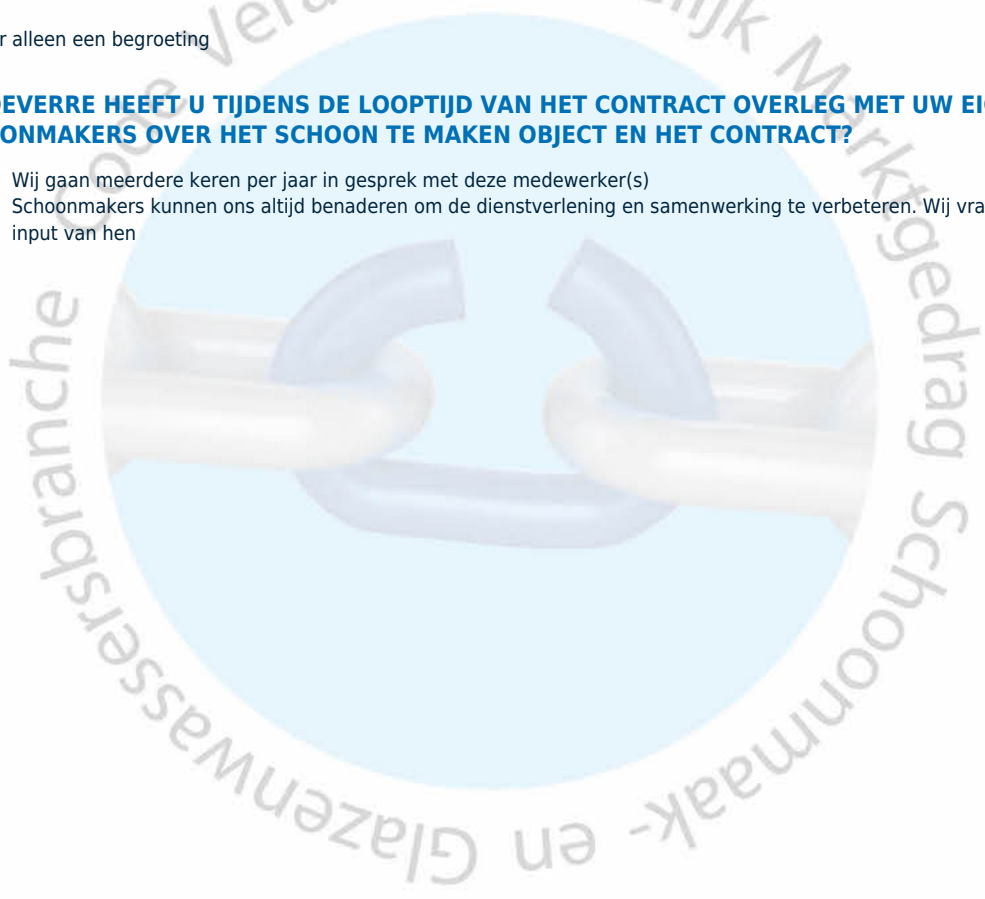 r alleen een begroeting
OEVERRE HEEFT U TIJDENS DE LOOPTIJD VAN HET CONTRACT OVERLEG MET UW EIG
OONMAKERS OVER HET SCHOON TE MAKEN OBJECT EN HET CONTRACT?
Wij gaan meerdere keren per jaar in gesprek met deze medewerker(s)
Schoonmakers kunnen ons altijd benaderen om de dienstverlening en samenwerking te verbeteren. Wij vra
input van hen
Code Vera
lijk Marktgedrag Schoonmaak- en Glazenwassersbranche